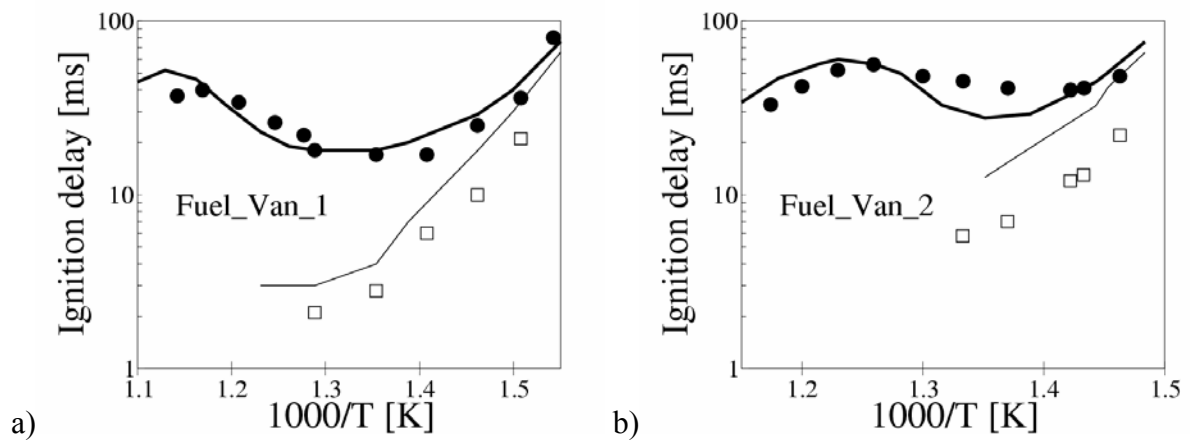 100
10
1
Ignition delay [ms]
Fuel_Van_1
1.1 1.2 1.3 1.4 1.5
1000/T [K]
a)
100
10
1
Ignition delay [ms]
Fuel_Van_2
1.2 1.3 1.4 1.5
1000/T [K]
b)